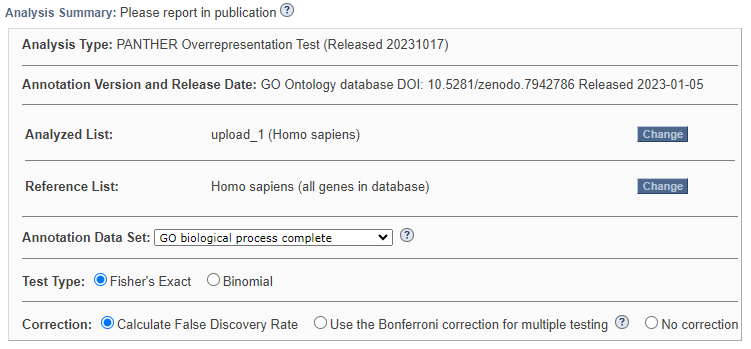 Analysis Summary: Please report in publication ?
Analysis Type: PANTHER Overrepresentation Test (Released 20231017)
Annotation Version and Release Date: GO Ontology database DOI: 10.5281/zenodo.7942786 Released 2023-01-05
Analyzed List: upload_1 (Homo sapiens) Change
Reference List: Homo sapiens (all genes in database) Change
Annotation Data Set: GO biological process complete ?
Test Type: Fisher's Exact Binomial
Correction: Calculate False Discovery Rate Use the Bonferroni correction for multiple testing ? No correction